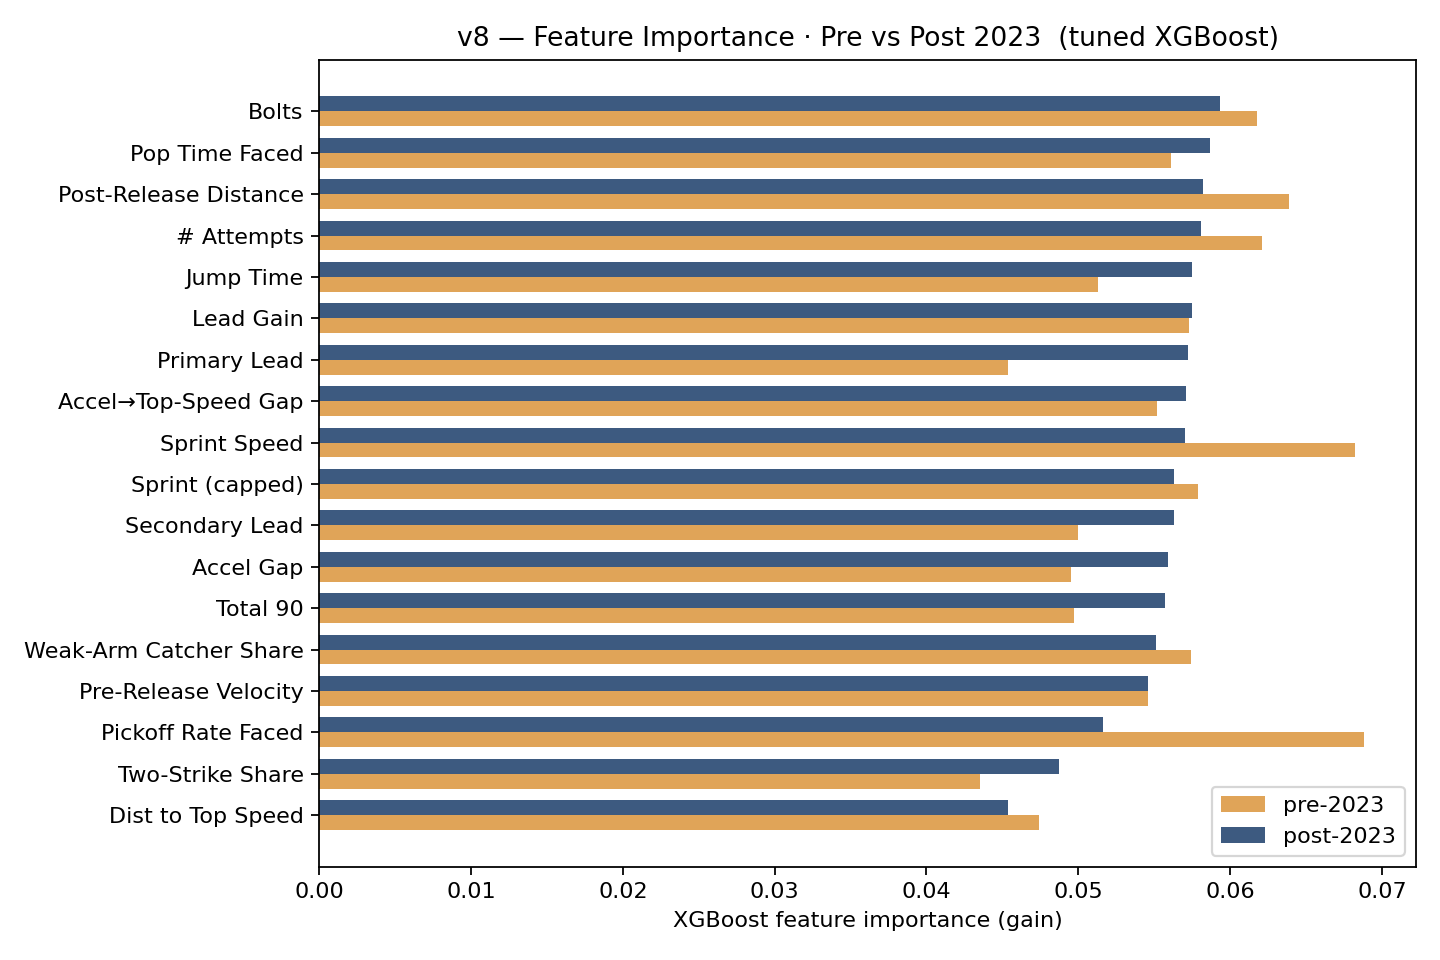 v8 — Feature Importance · Pre vs Post 2023 (tuned XGBoost)
Bolts
Pop Time Faced
Post-Release Distance
# Attempts
Jump Time
Lead Gain
Primary Lead
Accel→Top-Speed Gap
Sprint Speed
Sprint (capped)
Secondary Lead
Accel Gap
Total 90
Weak-Arm Catcher Share
Pre-Release Velocity
Pickoff Rate Faced
Two-Strike Share
Dist to Top Speed
pre-2023
post-2023
0.00 0.01 0.02 0.03 0.04 0.05 0.06 0.07
XGBoost feature importance (gain)